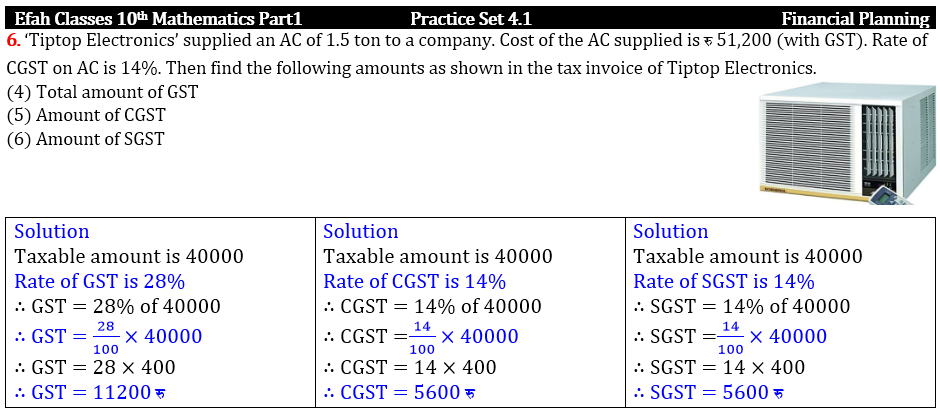 Efah Classes 10th Mathematics Part1 Practice Set 4.1 Financial Planning
6. ‘Tiptop Electronics’ supplied an AC of 1.5 ton to a company. Cost of the AC supplied is रु 51,200 (with GST). Rate of
CGST on AC is 14%. Then find the following amounts as shown in the tax invoice of Tiptop Electronics.
(4) Total amount of GST
(5) Amount of CGST
(6) Amount of SGST
Solution
Taxable amount is 40000
Rate of GST is 28%
∴ GST = 28% of 40000
∴ GST = 28/100 × 40000
∴ GST = 28 × 400
∴ GST = 11200 रु
Solution
Taxable amount is 40000
Rate of CGST is 14%
∴ CGST = 14% of 40000
∴ CGST =14/100 × 40000
∴ CGST = 14 × 400
∴ CGST = 5600 रु
Solution
Taxable amount is 40000
Rate of SGST is 14%
∴ SGST = 14% of 40000
∴ SGST =14/100 × 40000
∴ SGST = 14 × 400
∴ SGST = 5600 रु